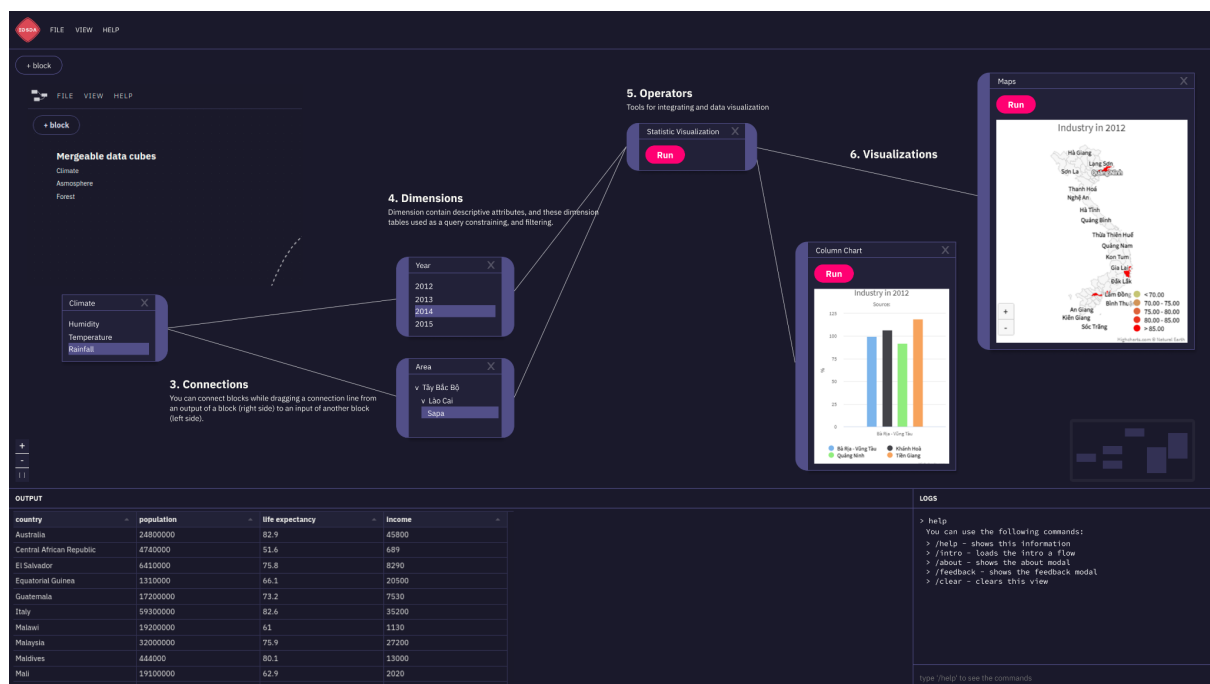 SDBDA FILE VIEW HELP
+ block
FILE VIEW HELP
+ block
Mergeable data cubes
Climate
Asmosphere
Forest
Climate X
Humidity
Temperature
Rainfall
3. Connections
You can connect blocks while dragging a connection line from
an output of a block (right side) to an input of another block
(left side).
4. Dimensions
Dimension contain descriptive attributes, and these dimension
tables used as a query constraining, and filtering.
Year X
2012
2013
2014
2015
Area X
v Tây Bắc Bộ
v Lào Cai
Sapa
5. Operators
Tools for integrating and data visualization
Statistic Visualization X
Run
6. Visualizations
Column Chart X
Run
Industry in 2012
Source:
125
100
75
50
25
0
%
Bà Rịa - Vũng Tàu
Bà Rịa - Vũng Tàu Khánh Hoà
Quảng Ninh Tiền Giang
Maps X
Run
Industry in 2012
Hà Giang
Lạng Sơn
Sơn La Quảng Ninh
Thanh Hoá
Nghệ An
Hà Tĩnh
Quảng Bình
Thừa Thiên Huế
Quảng Nam
Kon Tum
Gia Lai
Đắk Lắk
Lâm Đồng
Bình Thu
An Giang
Kiên Giang
Sóc Trăng
< 70.00
70.00 - 75.00
75.00 - 80.00
80.00 - 85.00
> 85.00
+
-
Highcharts.com © Natural Earth
+
-
[ ]
OUTPUT
country population life expectancy income
Australia 24800000 82.9 45800
Central African Republic 4740000 51.6 689
El Salvador 6410000 75.8 8290
Equatorial Guinea 1310000 66.1 20500
Guatemala 17200000 73.2 7530
Italy 59300000 82.6 35200
Malawi 19200000 61 1130
Malaysia 32000000 75.9 27200
Maldives 444000 80.1 13000
Mali 19100000 62.9 2020
LOGS
> help
You can use the following commands:
> /help - shows this information
> /intro - loads the intro a flow
> /about - shows the about modal
> /feedback - shows the feedback modal
> /clear - clears this view
type '/help' to see the commands